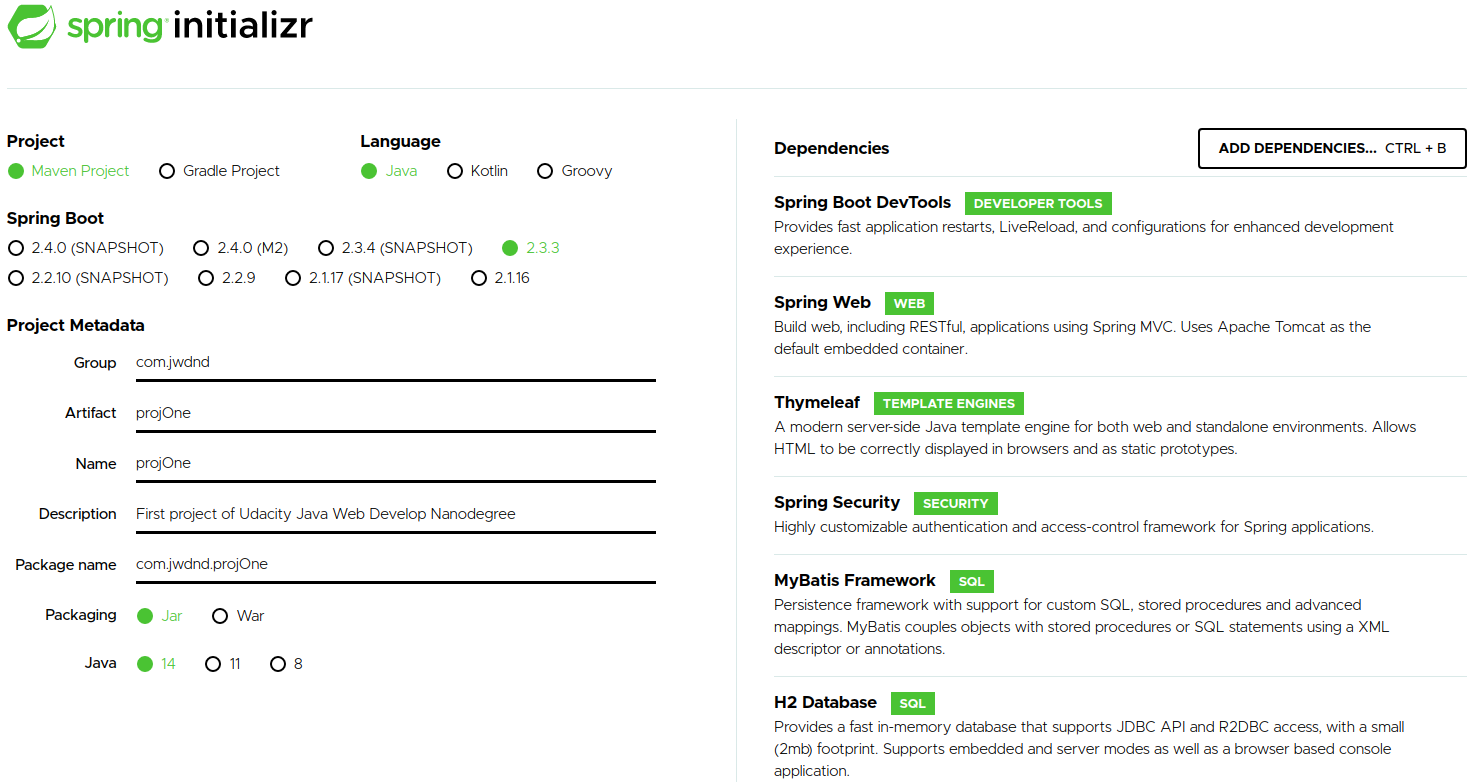 spring initializr
Project
Maven Project Gradle Project
Language
Java Kotlin Groovy
Spring Boot
2.4.0 (SNAPSHOT) 2.4.0 (M2) 2.3.4 (SNAPSHOT) 2.3.3
2.2.10 (SNAPSHOT) 2.2.9 2.1.17 (SNAPSHOT) 2.1.16
Project Metadata
Group com.jwdnd
Artifact projOne
Name projOne
Description First project of Udacity Java Web Develop Nanodegree
Package name com.jwdnd.projOne
Packaging Jar War
Java 14 11 8
Dependencies
ADD DEPENDENCIES... CTRL + B
Spring Boot DevTools DEVELOPER TOOLS
Provides fast application restarts, LiveReload, and configurations for enhanced development
experience.
Spring Web WEB
Build web, including RESTful, applications using Spring MVC. Uses Apache Tomcat as the
default embedded container.
Thymeleaf TEMPLATE ENGINES
A modern server-side Java template engine for both web and standalone environments. Allows
HTML to be correctly displayed in browsers and as static prototypes.
Spring Security SECURITY
Highly customizable authentication and access-control framework for Spring applications.
MyBatis Framework SQL
Persistence framework with support for custom SQL, stored procedures and advanced
mappings. MyBatis couples objects with stored procedures or SQL statements using a XML
descriptor or annotations.
H2 Database SQL
Provides a fast in-memory database that supports JDBC API and R2DBC access, with a small
(2mb) footprint. Supports embedded and server modes as well as a browser based console
application.